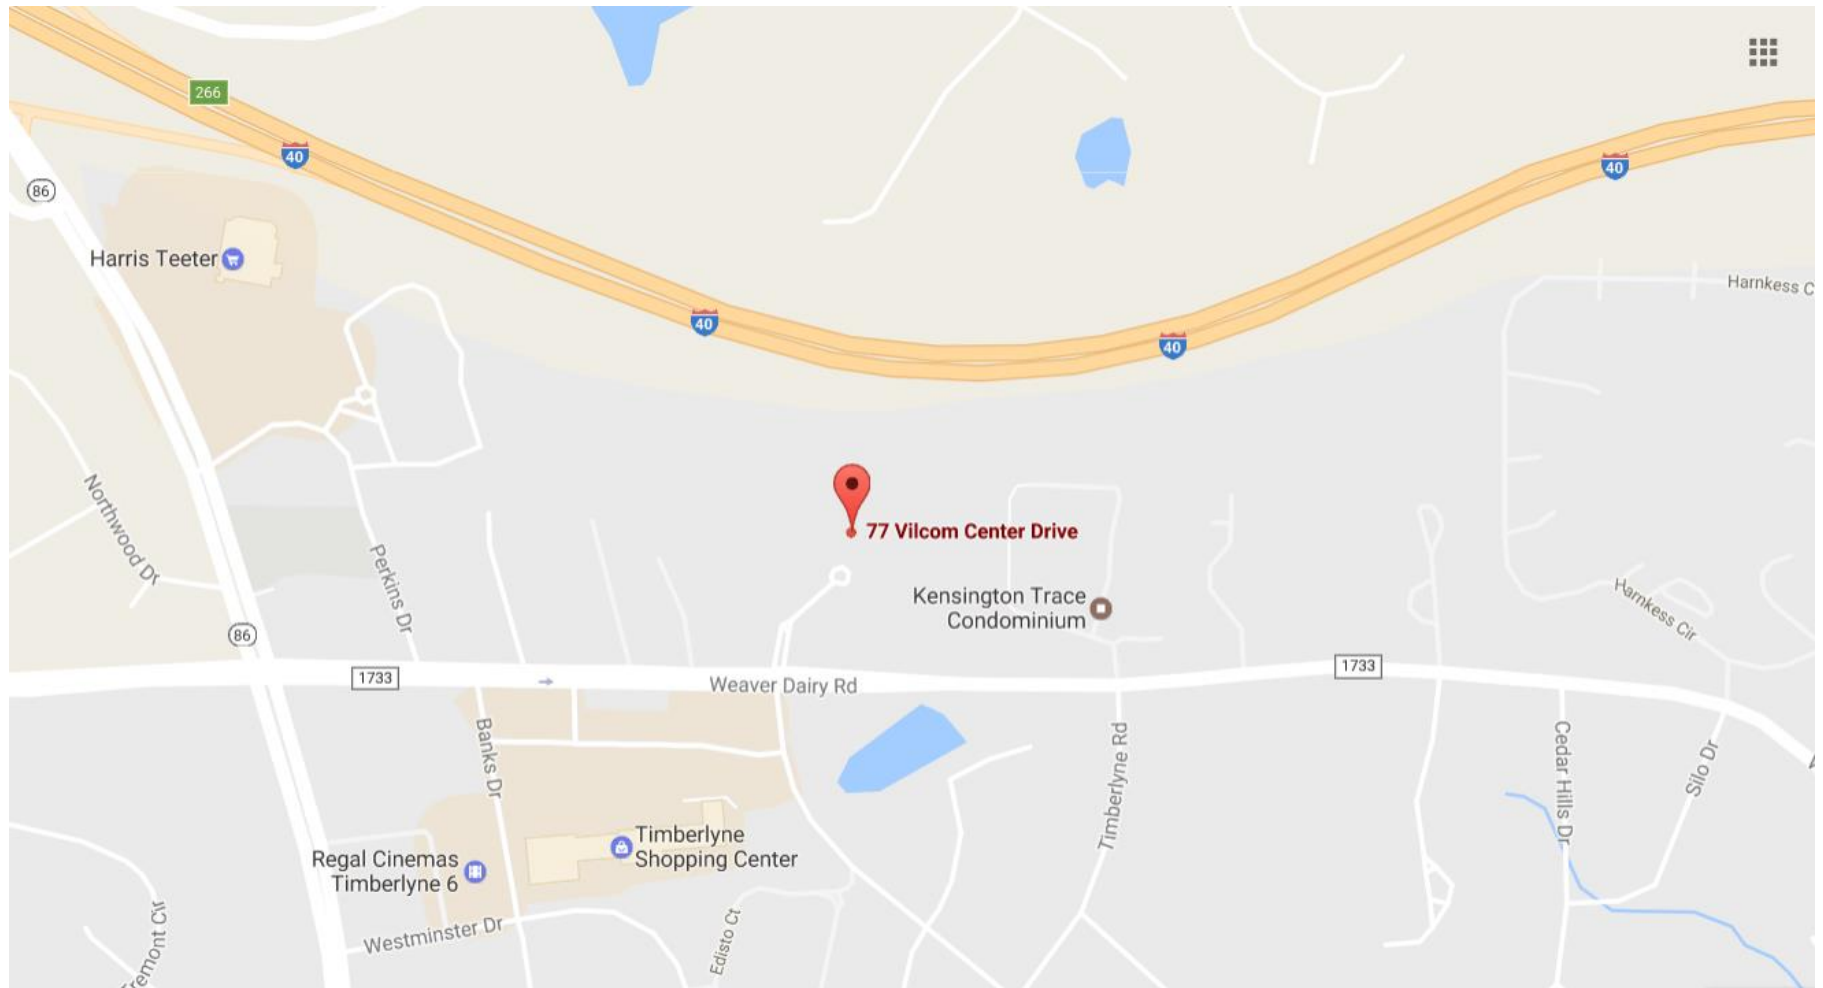 266
40
40
86
Harris Teeter
Harnkess C
40
40
Northwood Dr
77 Vilcom Center Drive
Perkins Dr
Kensington Trace
Condominium
Harnkess Cir
86
1733
1733
Weaver Dairy Rd
Banks Dr
Timberlyne Rd
Cedar Hills Dr
Silo Dr
Timberlyne
Shopping Center
Regal Cinemas
Timberlyne 6
Westminster Dr
Edisto Ct